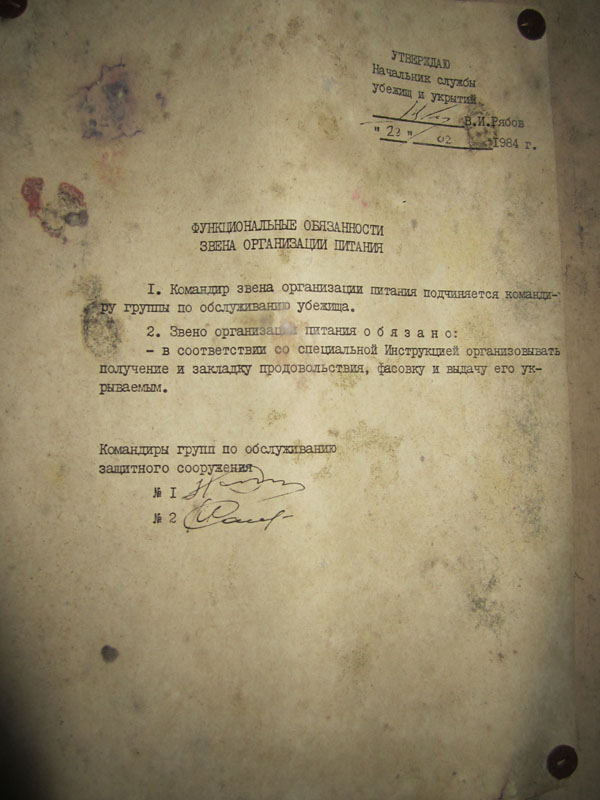 УТВЕРЖДАЮ
Начальник службы
убежищ и укрытий
В.И.Рябов
"23" 02 1984 г.
ФУНКЦИОНАЛЬНЫЕ ОБЯЗАННОСТИ
ЗВЕНА ОРГАНИЗАЦИИ ПИТАНИЯ
I. Командир звена организации питания подчиняется команди-
ру группы по обслуживанию убежища.
2. Звено организации питания о б я з а н о:
- в соответствии со специальной Инструкцией организовывать
получение и закладку продовольствия, фасовку и выдачу его ук-
рываемым.
Командиры групп по обслуживанию
защитного сооружения
№ I
№ 2